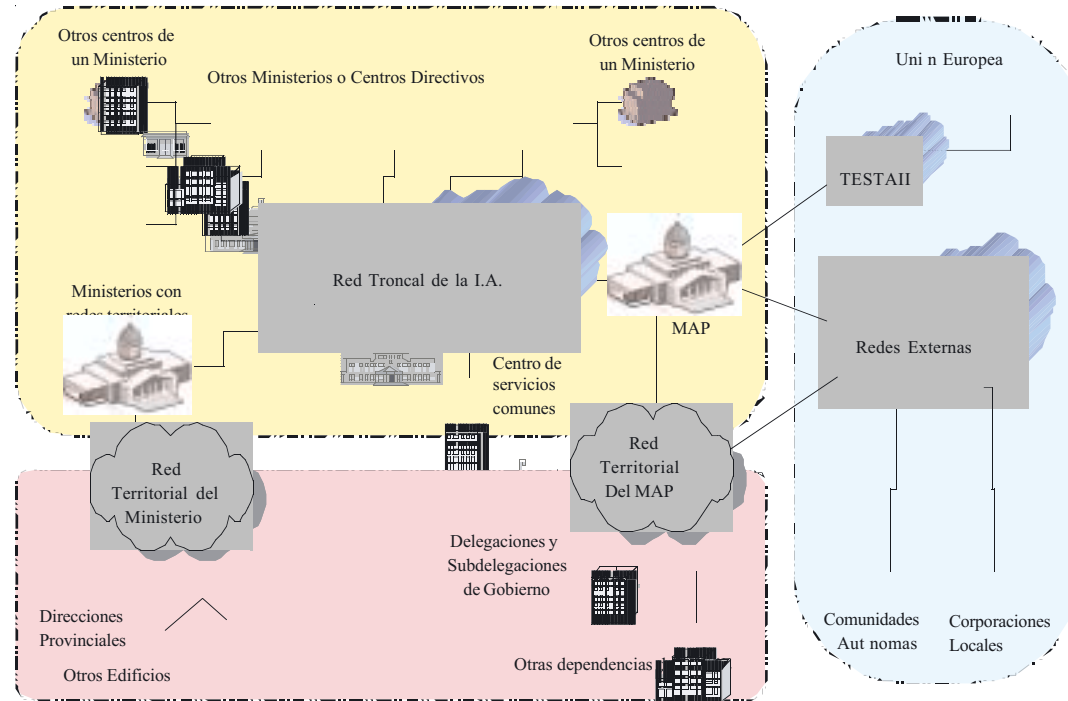 Otros centros de
un Ministerio
Otros Ministerios o Centros Directivos
Otros centros de
un Ministerio
Uni n Europea
TESTAII
Red Troncal de la I.A.
Ministerios con
redes territoriales
MAP
Redes Externas
Centro de
servicios
comunes
Red
Territorial del
Ministerio
Red
Territorial
Del MAP
Delegaciones y
Subdelegaciones
de Gobierno
Direcciones
Provinciales
Otros Edificios
Otras dependencias
Comunidades
Aut nomas
Corporaciones
Locales